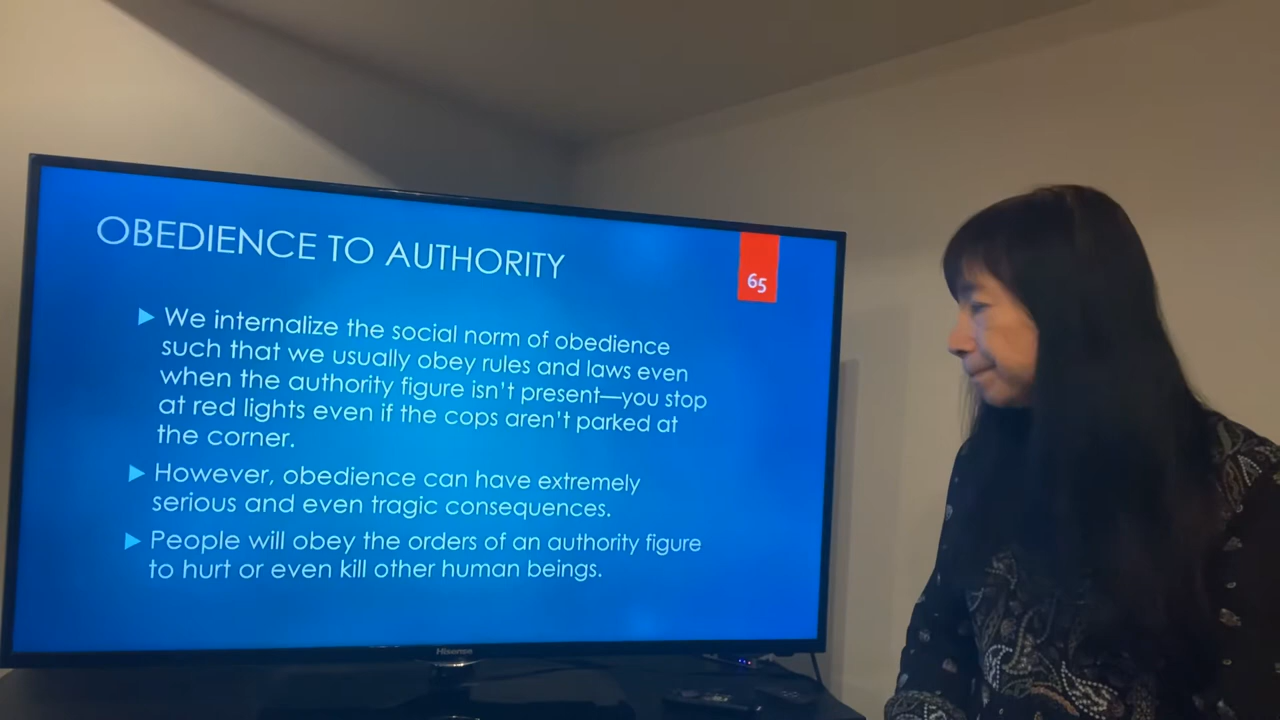 OBEDIENCE TO AUTHORITY
65
We internalize the social norm of obedience
such that we usually obey rules and laws even
when the authority figure isn't present—you stop
at red lights even if the cops aren't parked at
the corner.
However, obedience can have extremely
serious and even tragic consequences.
People will obey the orders of an authority figure
to hurt or even kill other human beings.
Hisense